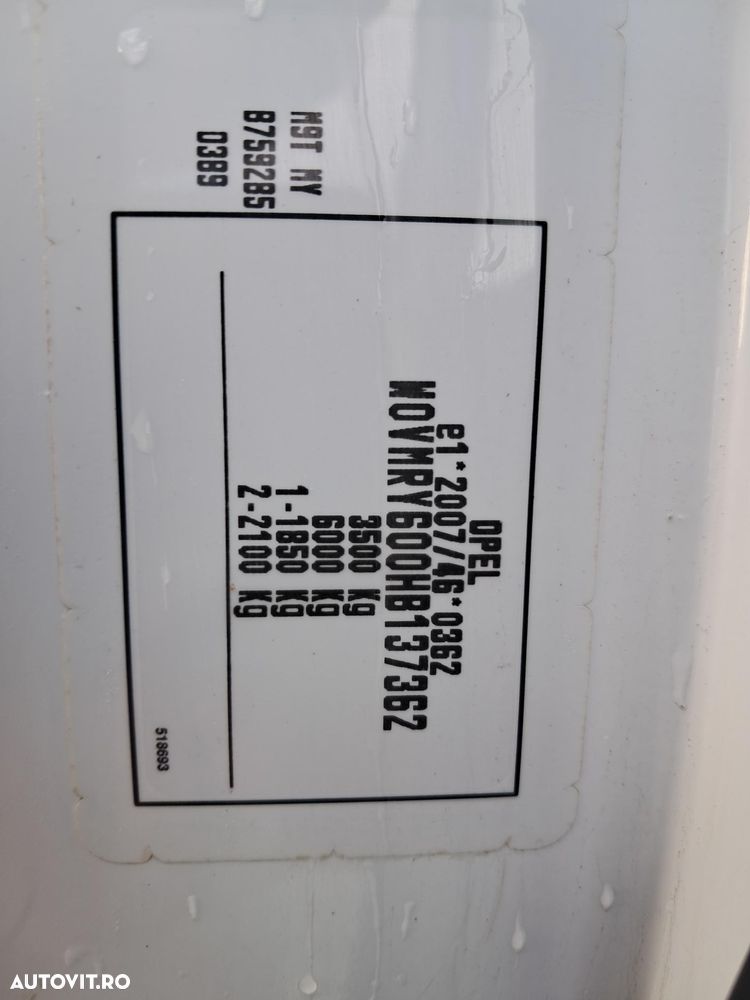 M9T MY
8759285
0389
OPEL
e1*2007/46*0362
W0VMRY600HB137362
3500 kg
6000 kg
1-1850 kg
2-2100 kg
518693
AUTOVIT.RO